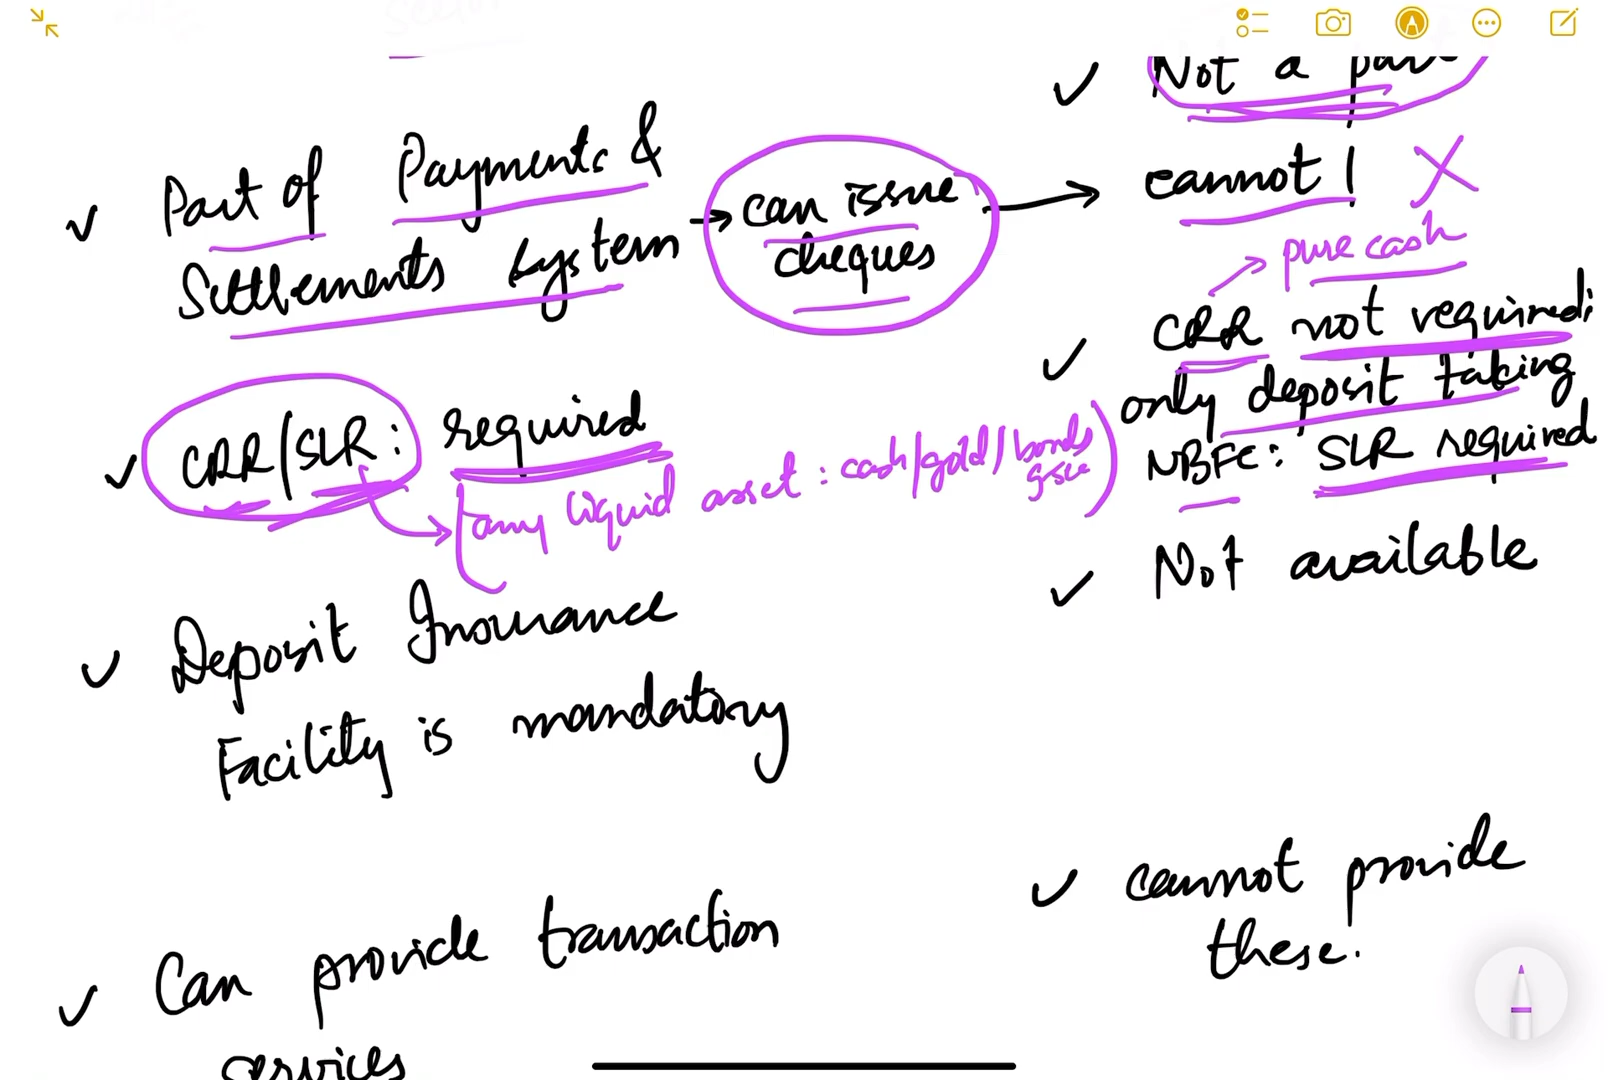 Not a part
Part of Payments &
Settlements System → can issue cheques → cannot
pure cash
CRR not required;
only deposit taking
NBFC: SLR required
CRR/SLR: required
any liquid asset: cash/gold/bonds
G-sec
Not available
Deposit Insurance
Facility is mandatory
cannot provide
these.
Can provide transaction
services